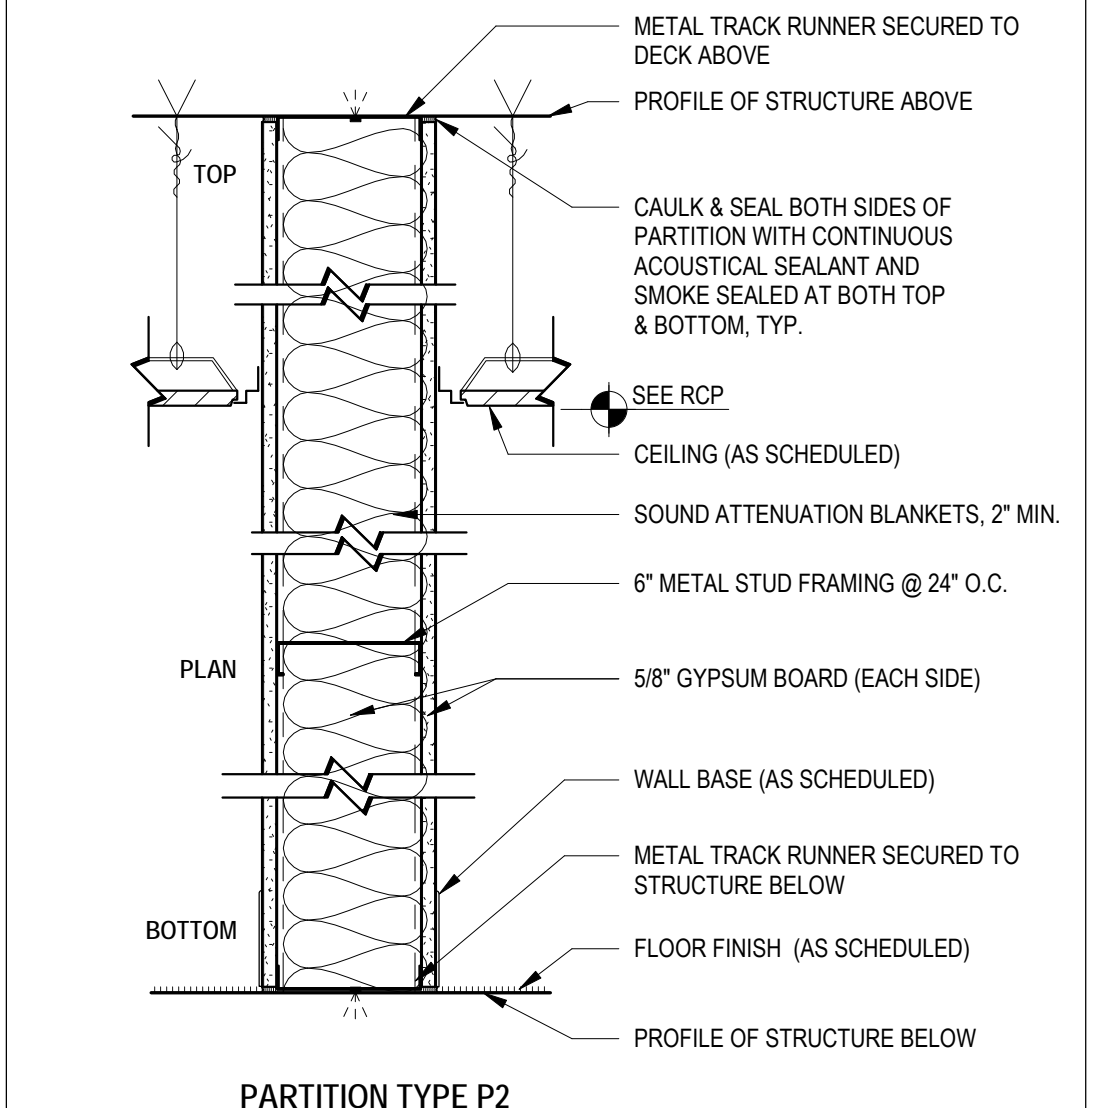 METAL TRACK RUNNER SECURED TO
DECK ABOVE
PROFILE OF STRUCTURE ABOVE
TOP
CAULK & SEAL BOTH SIDES OF
PARTITION WITH CONTINUOUS
ACOUSTICAL SEALANT AND
SMOKE SEALED AT BOTH TOP
& BOTTOM, TYP.
SEE RCP
CEILING (AS SCHEDULED)
SOUND ATTENUATION BLANKETS, 2" MIN.
6" METAL STUD FRAMING @ 24" O.C.
PLAN
5/8" GYPSUM BOARD (EACH SIDE)
WALL BASE (AS SCHEDULED)
METAL TRACK RUNNER SECURED TO
STRUCTURE BELOW
BOTTOM
FLOOR FINISH (AS SCHEDULED)
PROFILE OF STRUCTURE BELOW
PARTITION TYPE P2